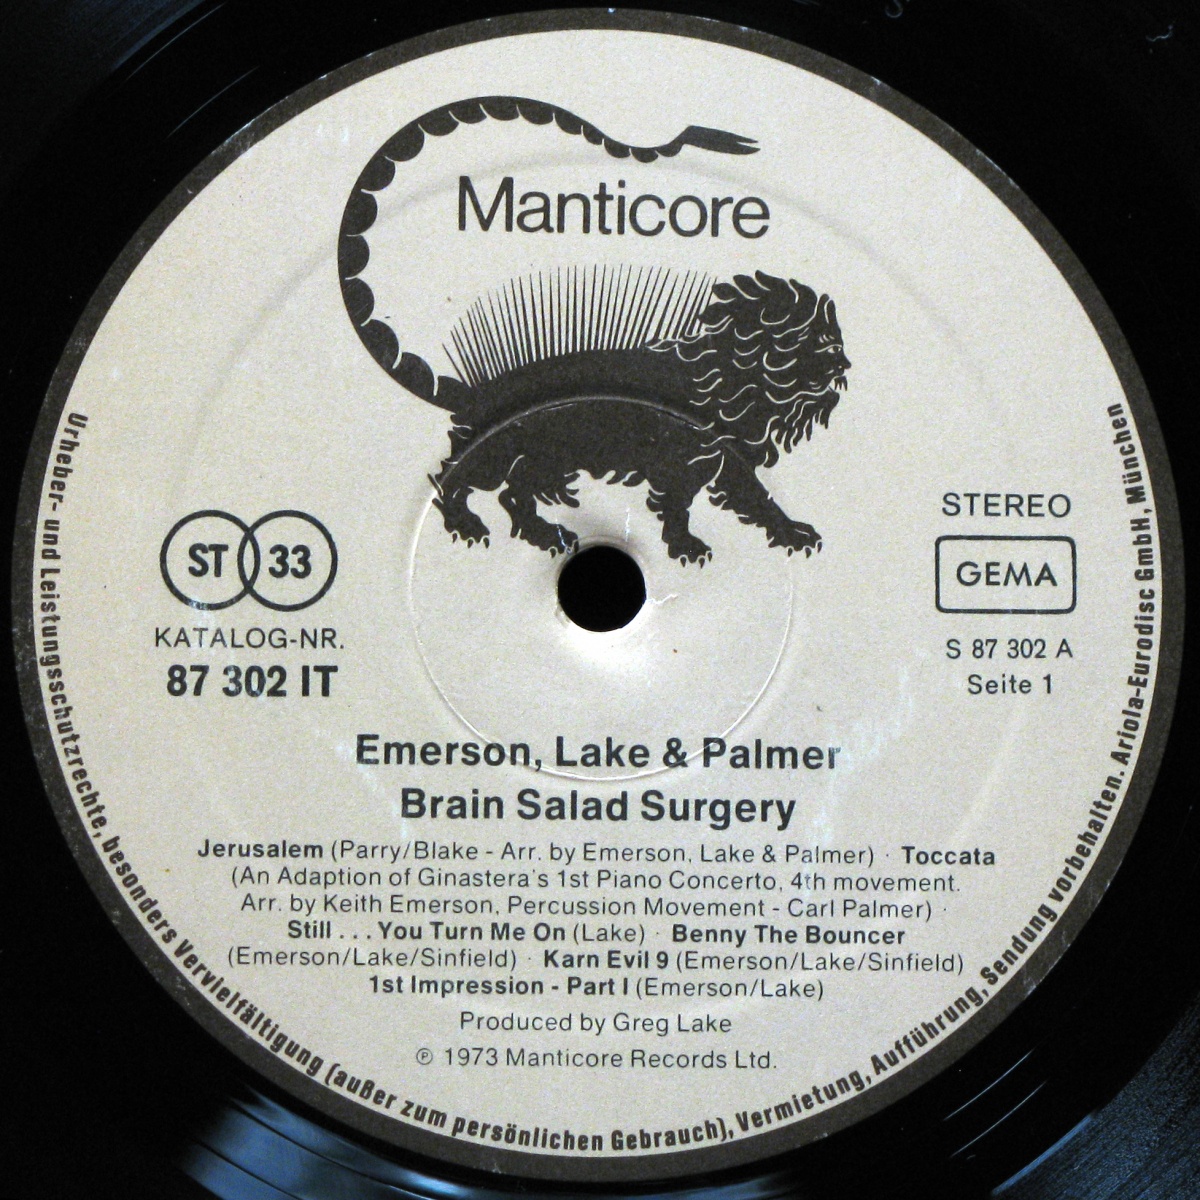 Manticore
STEREO
ST 33
GEMA
KATALOG-NR.
87 302 IT
S 87 302 A
Seite 1
Emerson, Lake & Palmer
Brain Salad Surgery
Jerusalem (Parry/Blake - Arr. by Emerson, Lake & Palmer) · Toccata
(An Adaption of Ginastera's 1st Piano Concerto, 4th movement.
Arr. by Keith Emerson, Percussion Movement - Carl Palmer) ·
Still . . . You Turn Me On (Lake) · Benny The Bouncer
(Emerson/Lake/Sinfield) · Karn Evil 9 (Emerson/Lake/Sinfield)
1st Impression - Part I (Emerson/Lake)
Produced by Greg Lake
℗ 1973 Manticore Records Ltd.
Urheber- und Leistungsschutzrechte, besonders Vervielfältigung (außer zum persönlichen Gebrauch), Vermietung, Aufführung, Sendung vorbehalten. Ariola-Eurodisc GmbH, München